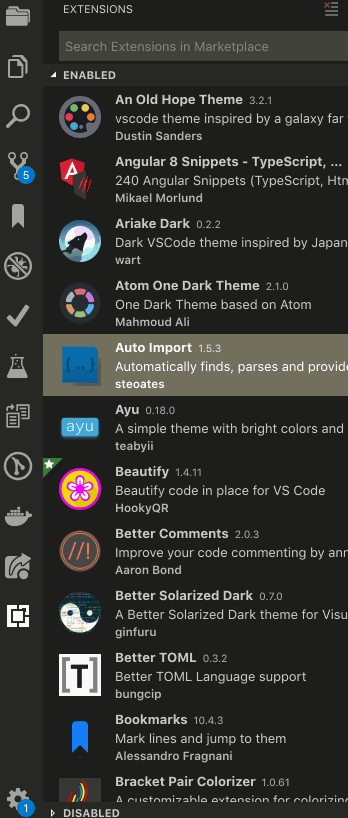 EXTENSIONS
Search Extensions in Marketplace
ENABLED
An Old Hope Theme 3.2.1
vscode theme inspired by a galaxy far
Dustin Sanders
Angular 8 Snippets - TypeScript, ...
240 Angular Snippets (TypeScript, Htm
Mikael Morlund
5
Ariake Dark 0.2.2
Dark VSCode theme inspired by Japan
wart
Atom One Dark Theme 2.1.0
One Dark Theme based on Atom
Mahmoud Ali
Auto Import 1.5.3
Automatically finds, parses and provide
steoates
{..}
Ayu 0.18.0
A simple theme with bright colors and
teabyii
ayu
Beautify 1.4.11
Beautify code in place for VS Code
HookyQR
Better Comments 2.0.3
Improve your code commenting by ann
Aaron Bond
//!
Better Solarized Dark 0.7.0
A Better Solarized Dark theme for Visu
ginfuru
Better TOML 0.3.2
Better TOML Language support
bungcip
[T]
Bookmarks 10.4.3
Mark lines and jump to them
Alessandro Fragnani
Bracket Pair Colorizer 1.0.61
A customizable extension for colorizing
1
DISABLED